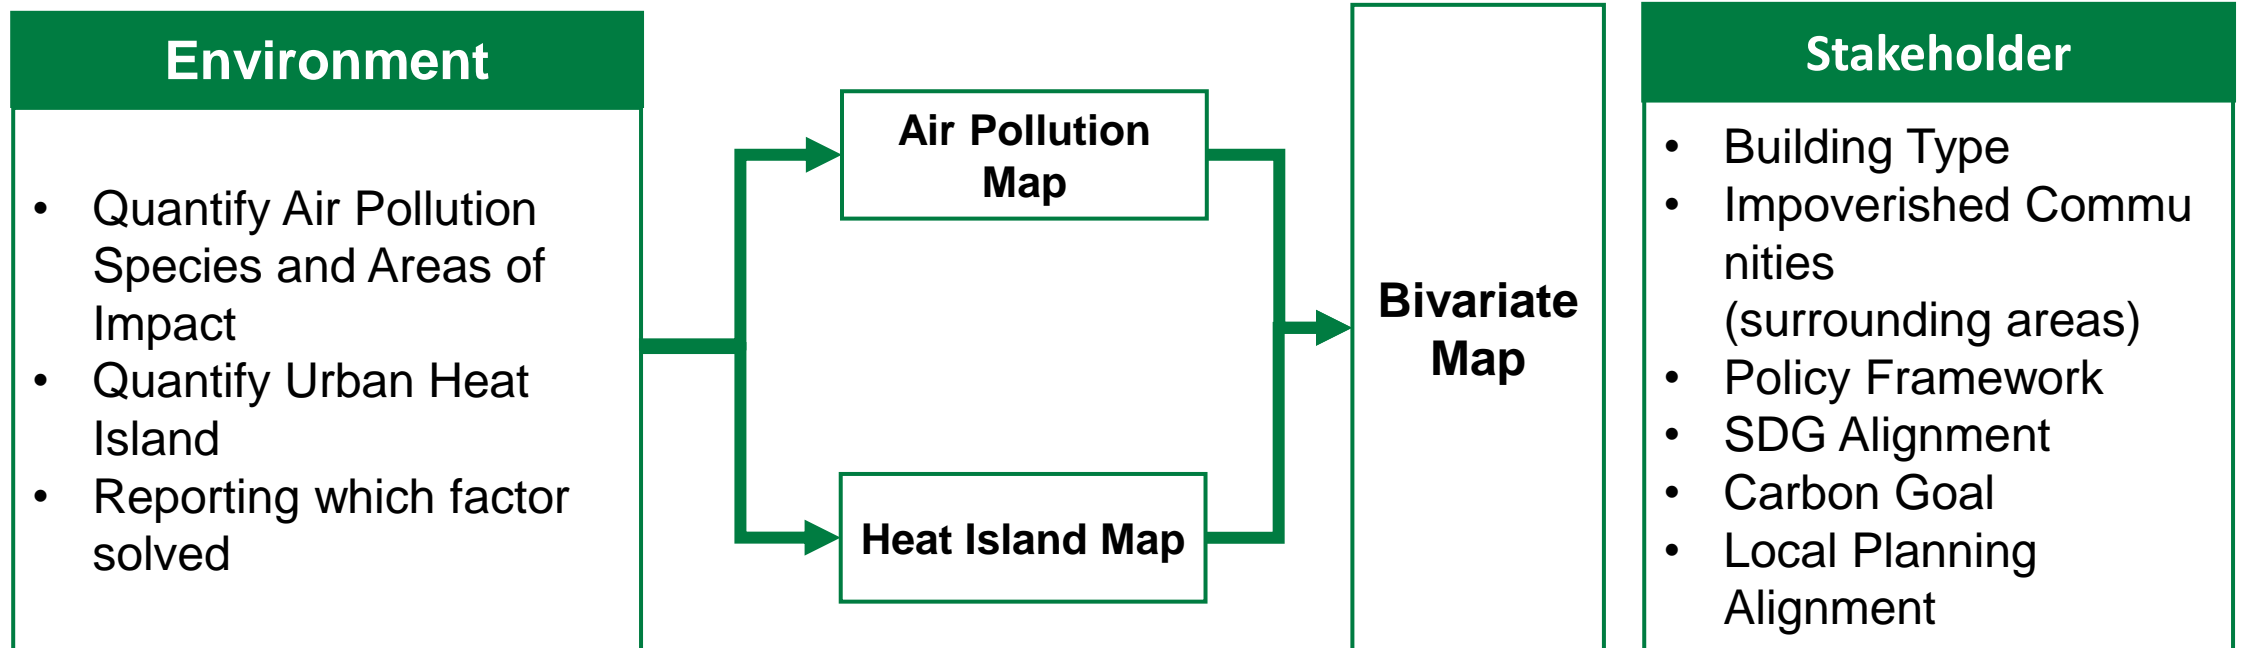 Environment
• Quantify Air Pollution
Species and Areas of
Impact
• Quantify Urban Heat
Island
• Reporting which factor
solved
Air Pollution
Map
Heat Island Map
Bivariate
Map
Stakeholder
• Building Type
• Impoverished Commu
nities
(surrounding areas)
• Policy Framework
• SDG Alignment
• Carbon Goal
• Local Planning
Alignment